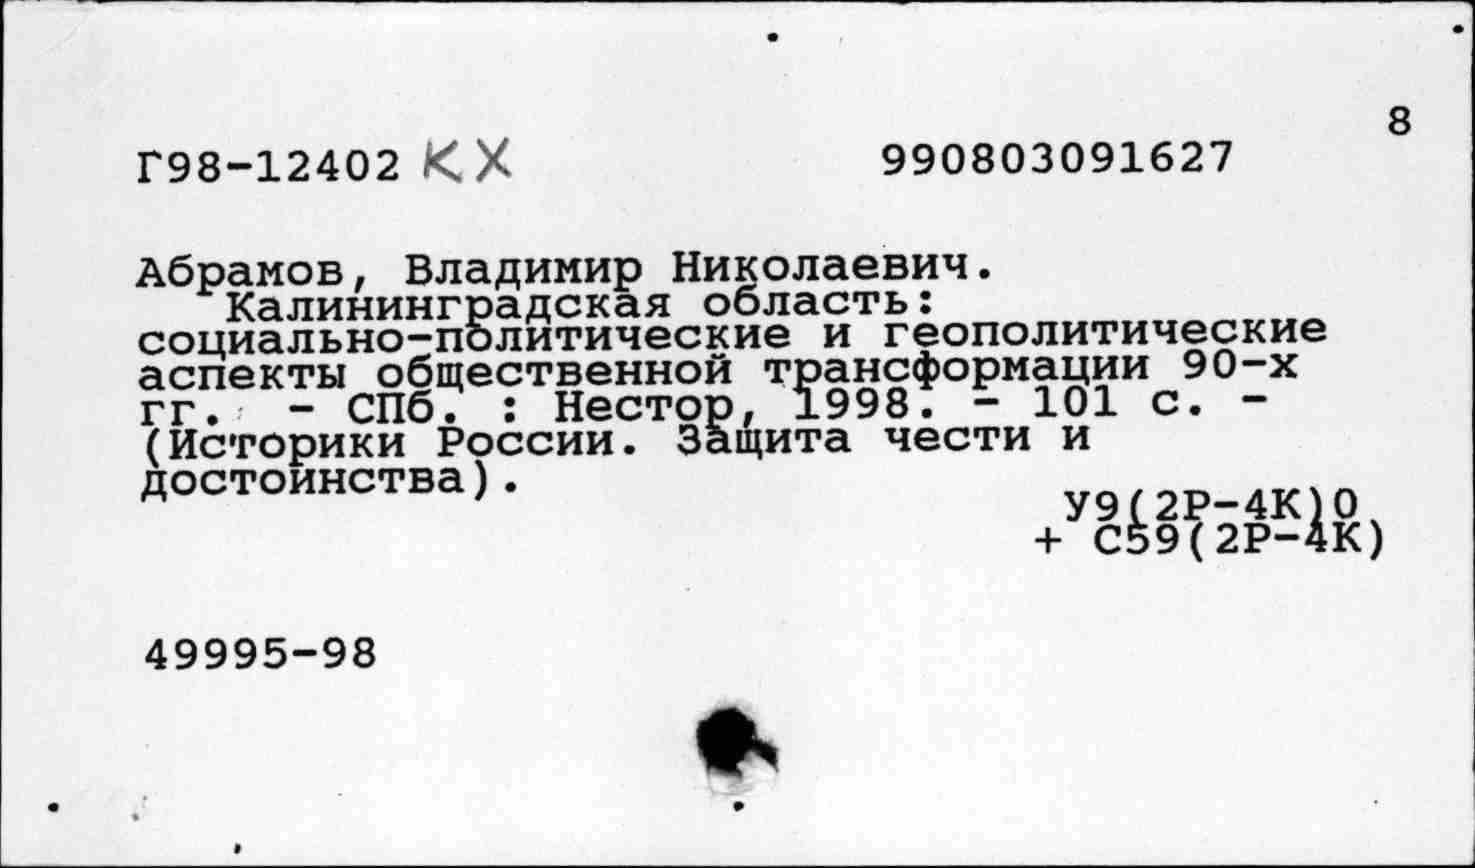 8
Г98-12402 КХ 990803091627
Абрамов, Владимир Николаевич.
Калининградская область:
социально-политические и геополитические
аспекты общественной трансформации 90-х
гг. - СПб. : Нестор, 1998. - 101 с. -
(Историки России. Защита чести и
достоинства).
У9(2Р-4К)0
+ С59(2Р-4К)
49995-98